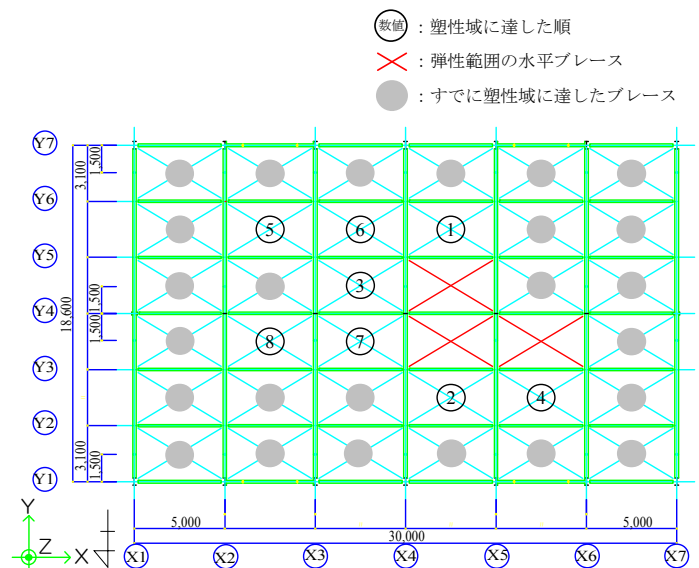 数値 : 塑性域に達した順
: 弾性範囲の水平ブレース
: すでに塑性域に達したブレース
Y7
1,500
3,100
Y6
5 6 1
Y5
3
1,500
Y4
18,600
1,500
8 7
Y3
2 4
Y2
3,100
1,500
Y1
5,000 5,000
30,000
Y
Z X
X1 X2 X3 X4 X5 X6 X7